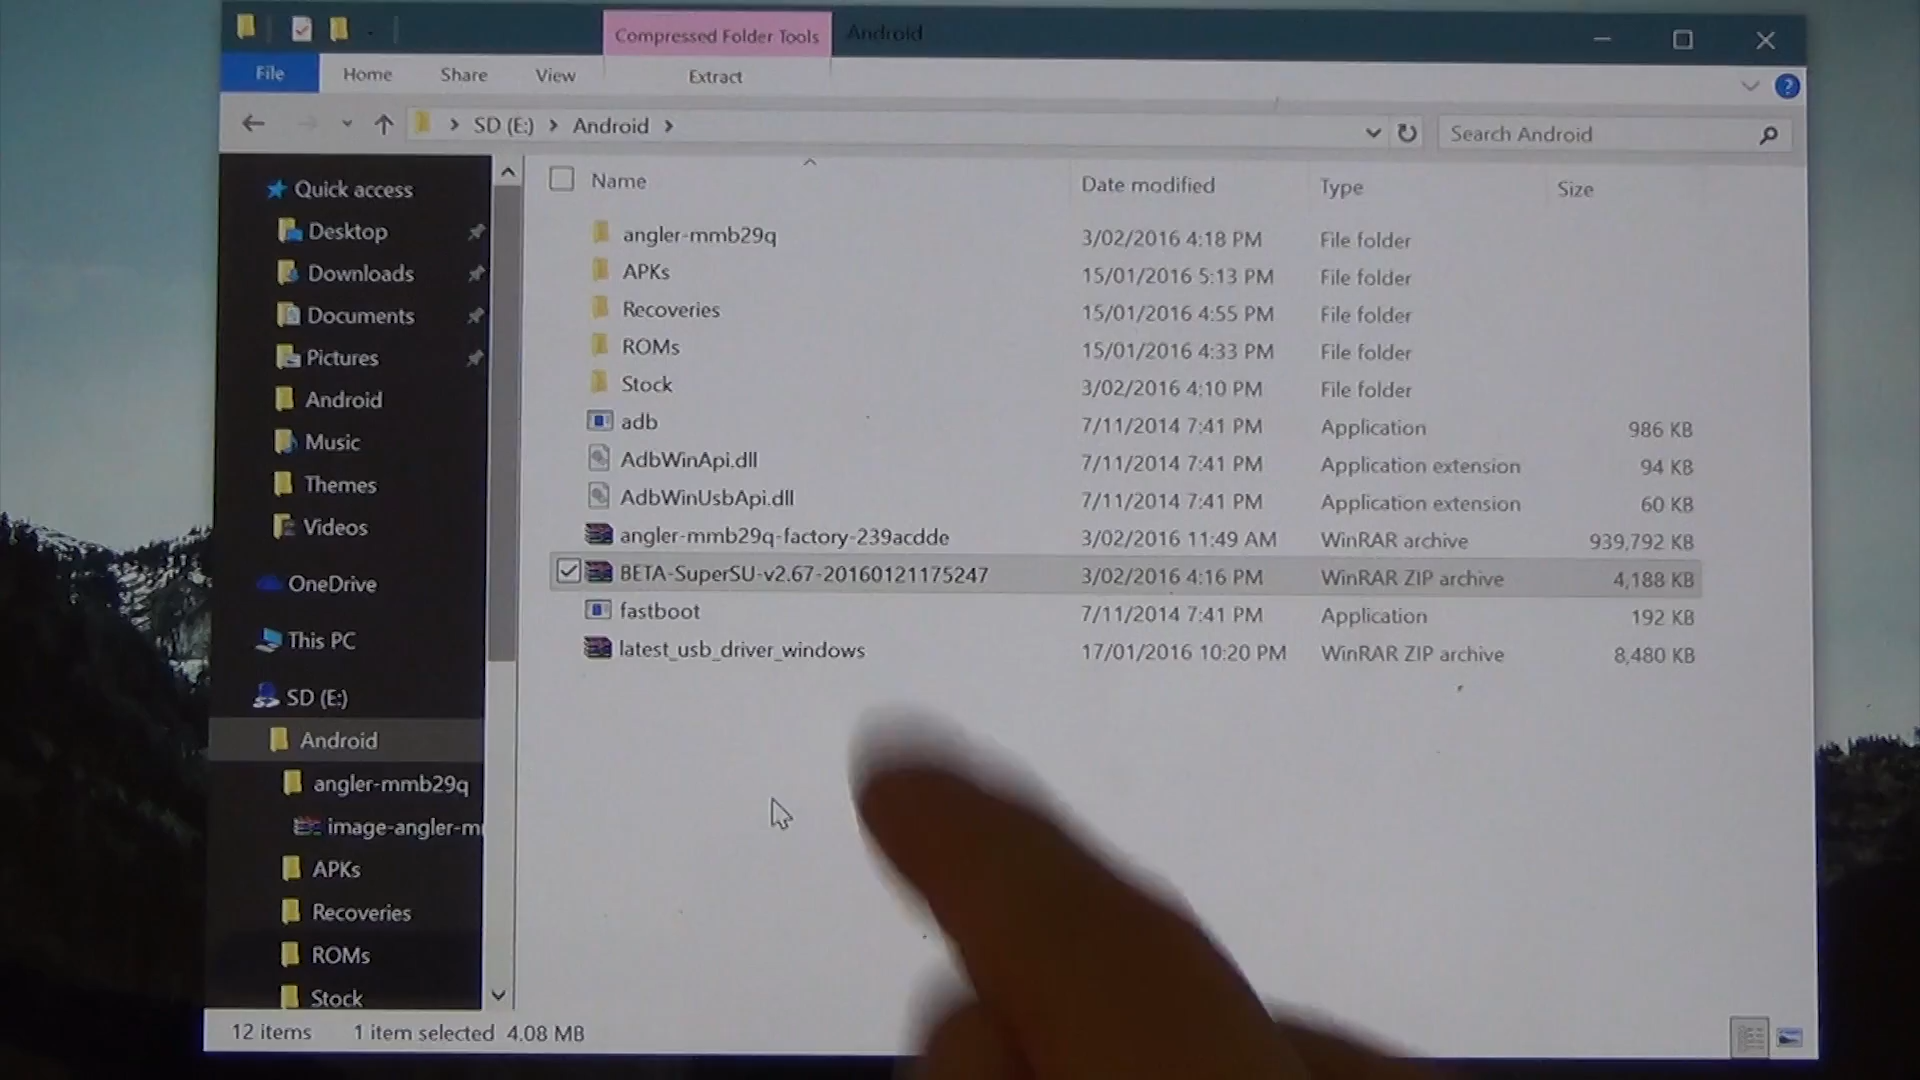 Compressed Folder Tools Android
File Home Share View Extract
SD (E:) Android Search Android
Name Date modified Type Size
Quick access
Desktop
Downloads
Documents
Pictures
Android
Music
Themes
Videos
OneDrive
This PC
SD (E:)
Android
angler-mmb29q
image-angler-m
APKs
Recoveries
ROMs
Stock
angler-mmb29q 3/02/2016 4:18 PM File folder
APKs 15/01/2016 5:13 PM File folder
Recoveries 15/01/2016 4:55 PM File folder
ROMs 15/01/2016 4:33 PM File folder
Stock 3/02/2016 4:10 PM File folder
adb 7/11/2014 7:41 PM Application 986 KB
AdbWinApi.dll 7/11/2014 7:41 PM Application extension 94 KB
AdbWinUsbApi.dll 7/11/2014 7:41 PM Application extension 60 KB
angler-mmb29q-factory-239acdde 3/02/2016 11:49 AM WinRAR archive 939,792 KB
BETA-SuperSU-v2.67-20160121175247 3/02/2016 4:16 PM WinRAR ZIP archive 4,188 KB
fastboot 7/11/2014 7:41 PM Application 192 KB
latest_usb_driver_windows 17/01/2016 10:20 PM WinRAR ZIP archive 8,480 KB
12 items 1 item selected 4.08 MB